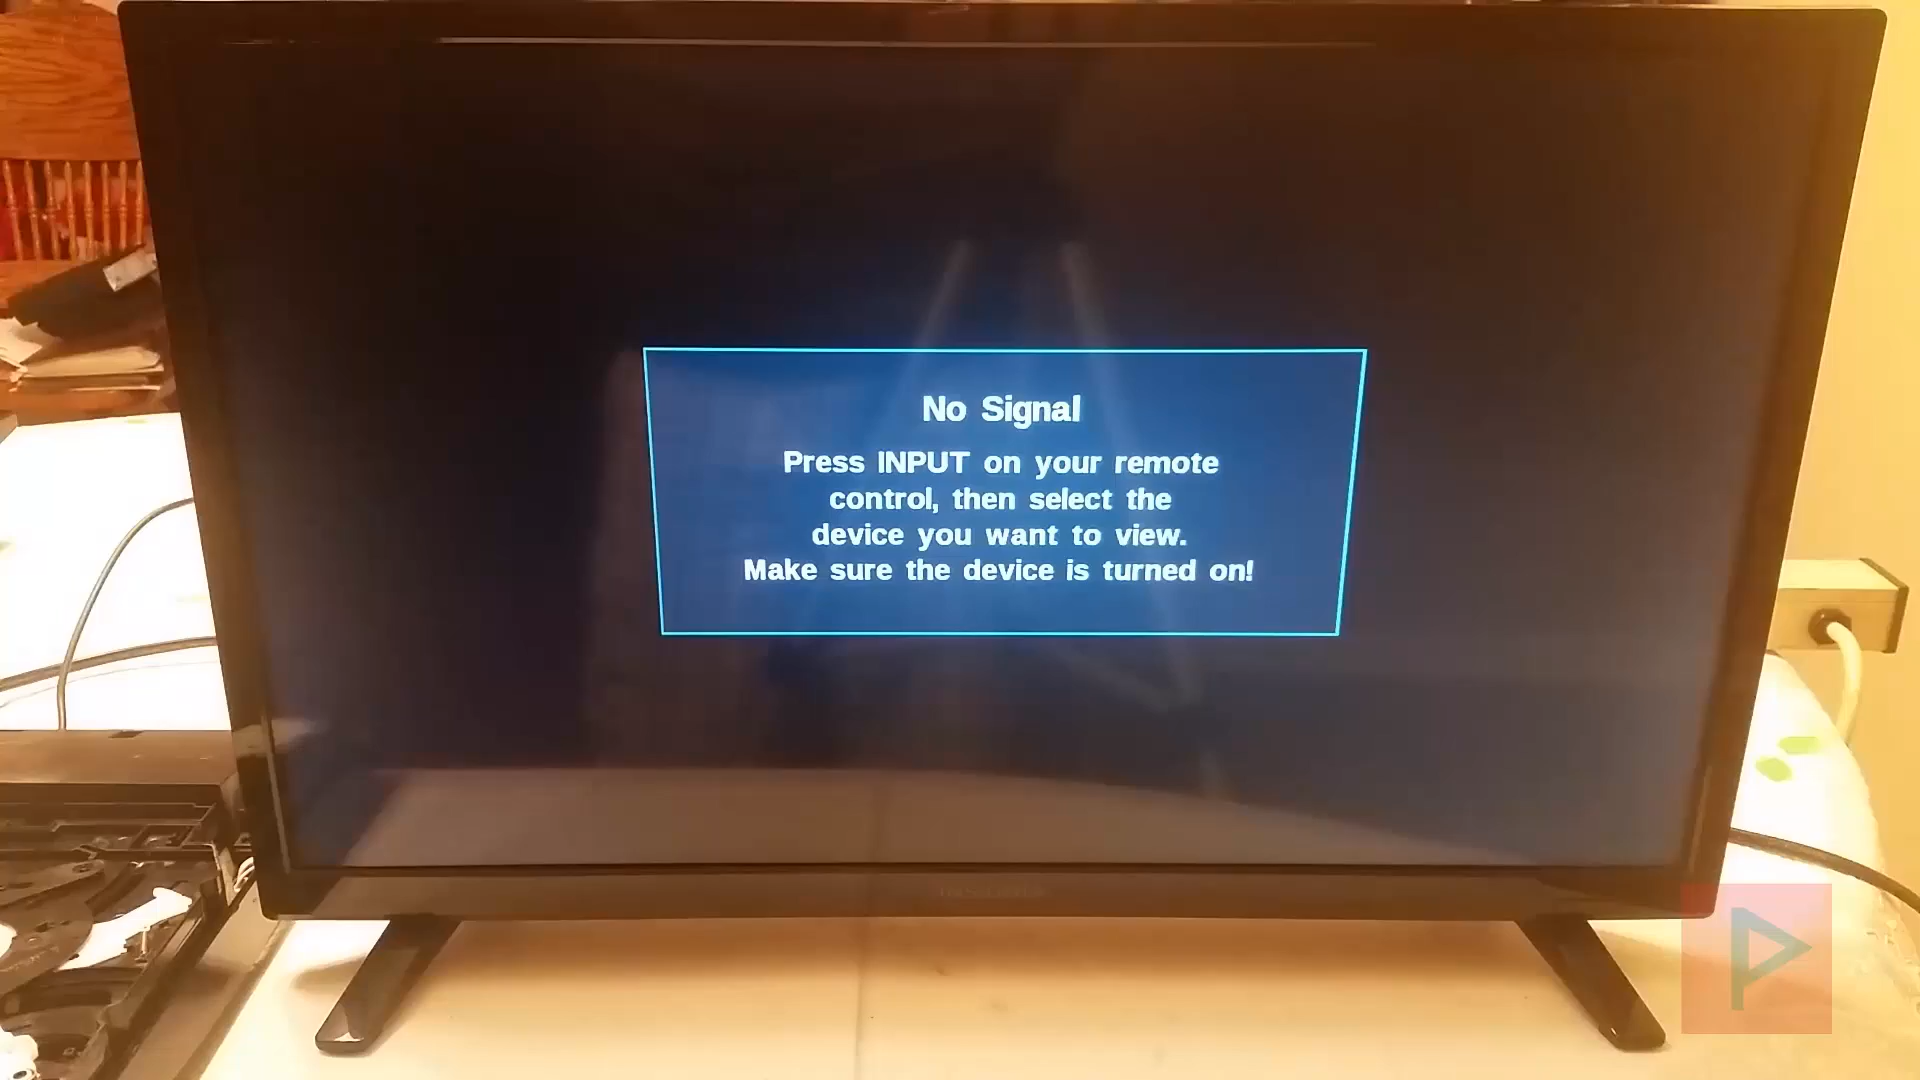 No Signal
Press INPUT on your remote
control, then select the
device you want to view.
Make sure the device is turned on!